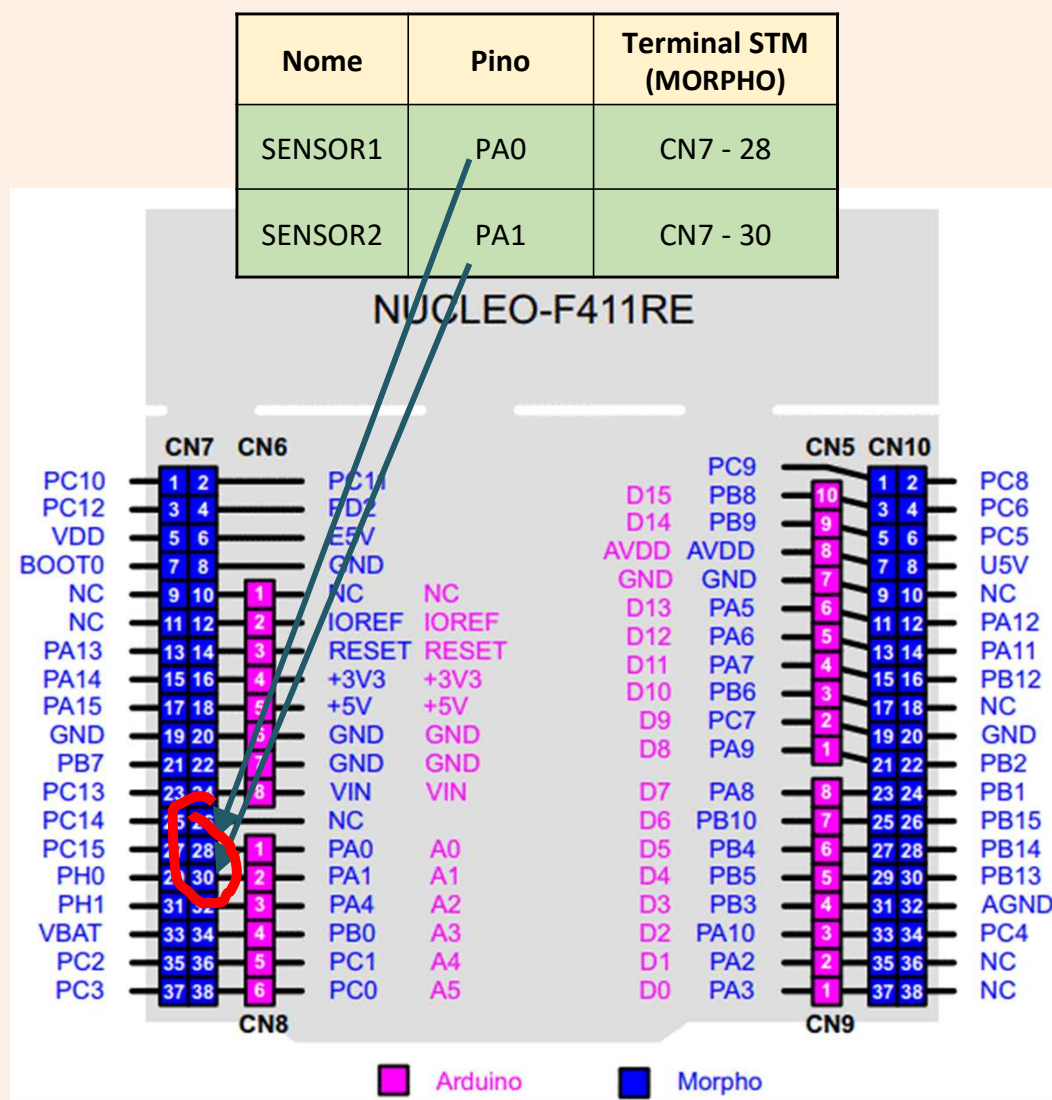 Nome Pino Terminal STM (MORPHO)
SENSOR1 PA0 CN7 - 28
SENSOR2 PA1 CN7 - 30
NUCLEO-F411RE
CN7 CN6 CN5 CN10
PC9
PC10 1 2 PC11 D15 PB8 10 1 2 PC8
PC12 3 4 PD2 D14 PB9 9 3 4 PC6
VDD 5 6 E5V AVDD AVDD 8 5 6 PC5
BOOT0 7 8 GND GND GND 7 7 8 U5V
NC 9 10 1 NC NC D13 PA5 6 9 10 NC
NC 11 12 2 IOREF IOREF D12 PA6 5 11 12 PA12
PA13 13 14 3 RESET RESET D11 PA7 4 13 14 PA11
PA14 15 16 4 +3V3 +3V3 D10 PB6 3 15 16 PB12
PA15 17 18 5 +5V +5V D9 PC7 2 17 18 NC
GND 19 20 6 GND GND D8 PA9 1 19 20 GND
PB7 21 22 7 GND GND 21 22 PB2
PC13 23 24 8 VIN VIN D7 PA8 8 23 24 PB1
PC14 25 26 NC D6 PB10 7 25 26 PB15
PC15 27 28 1 PA0 A0 D5 PB4 6 27 28 PB14
PH0 29 30 2 PA1 A1 D4 PB5 5 29 30 PB13
PH1 31 32 3 PA4 A2 D3 PB3 4 31 32 AGND
VBAT 33 34 4 PB0 A3 D2 PA10 3 33 34 PC4
PC2 35 36 5 PC1 A4 D1 PA2 2 35 36 NC
PC3 37 38 6 PC0 A5 D0 PA3 1 37 38 NC
CN8 CN9
Arduino Morpho